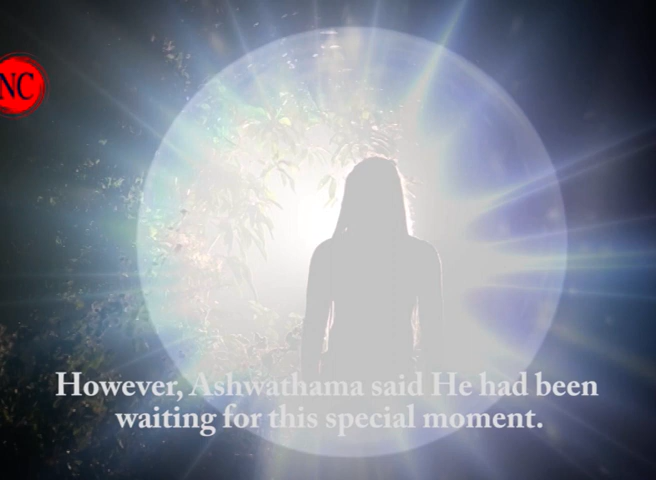 NC
However, Ashwathama said He had been
waiting for this special moment.